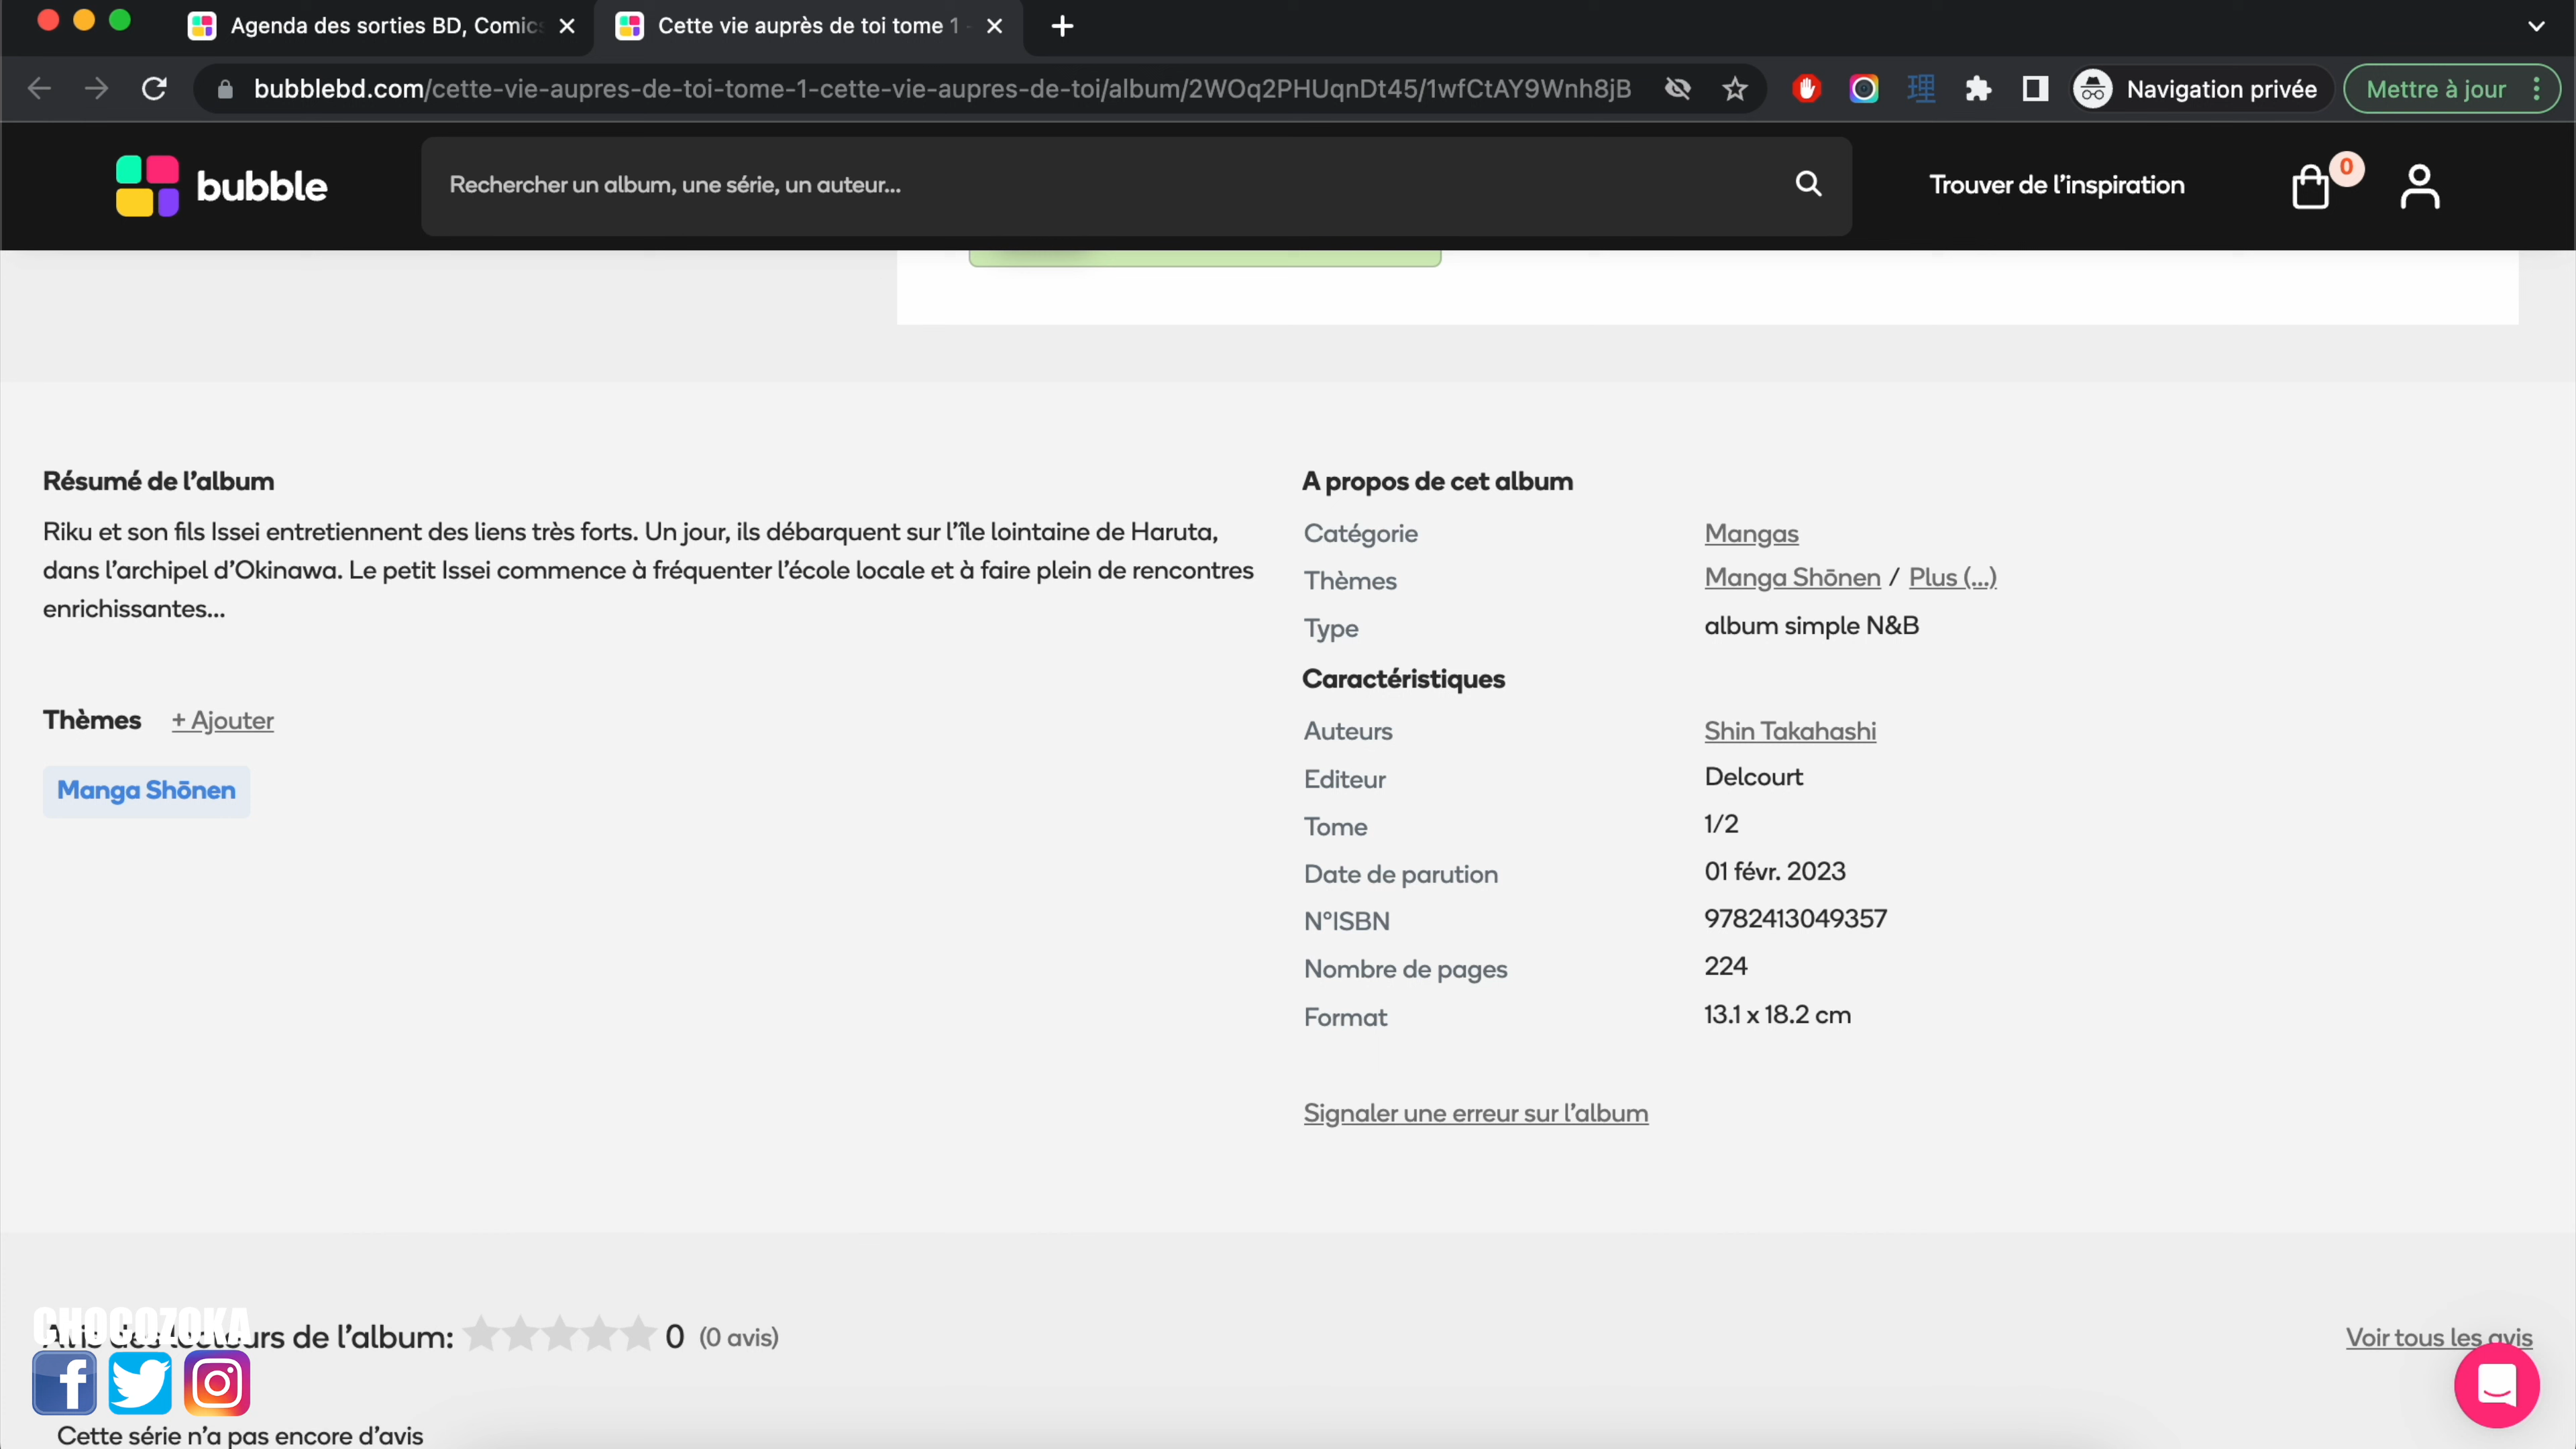 Agenda des sorties BD, Comics
Cette vie auprès de toi tome 1 -
bubblebd.com/cette-vie-aupres-de-toi-tome-1-cette-vie-aupres-de-toi/album/2WOq2PHUqnDt45/1wfCtAY9Wnh8jB
理
Navigation privée
Mettre à jour
bubble
Rechercher un album, une série, un auteur...
Trouver de l'inspiration
0
Résumé de l'album
Riku et son fils Issei entretiennent des liens très forts. Un jour, ils débarquent sur l'île lointaine de Haruta,
dans l'archipel d'Okinawa. Le petit Issei commence à fréquenter l'école locale et à faire plein de rencontres
enrichissantes...
Thèmes + Ajouter
Manga Shōnen
A propos de cet album
Catégorie Mangas
Thèmes Manga Shōnen / Plus (...)
Type album simple N&B
Caractéristiques
Auteurs Shin Takahashi
Editeur Delcourt
Tome 1/2
Date de parution 01 févr. 2023
N°ISBN 9782413049357
Nombre de pages 224
Format 13.1 x 18.2 cm
Signaler une erreur sur l'album
CHOCOZOKA
Avis des lecteurs de l'album: 0 (0 avis)
Voir tous les avis
Cette série n'a pas encore d'avis